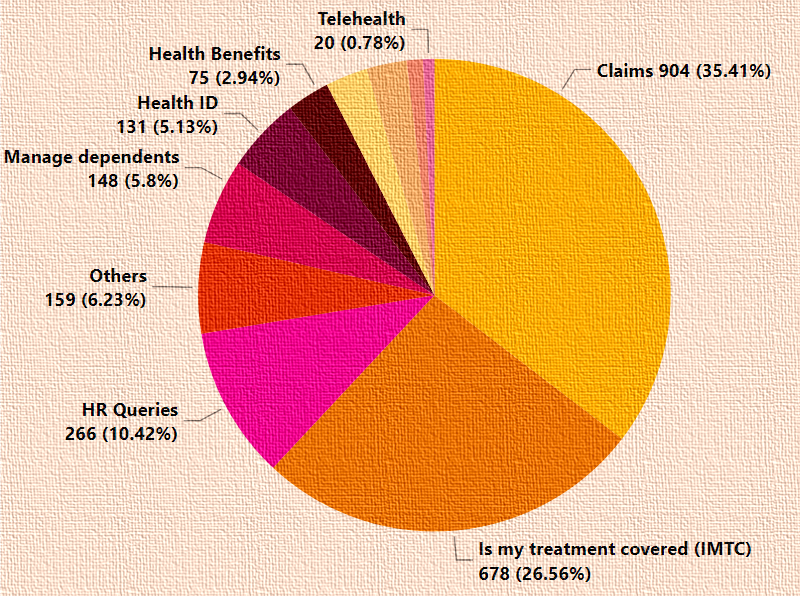 Telehealth
20 (0.78%)
Health Benefits
75 (2.94%)
Claims 904 (35.41%)
Health ID
131 (5.13%)
Manage dependents
148 (5.8%)
Others
159 (6.23%)
HR Queries
266 (10.42%)
Is my treatment covered (IMTC)
678 (26.56%)